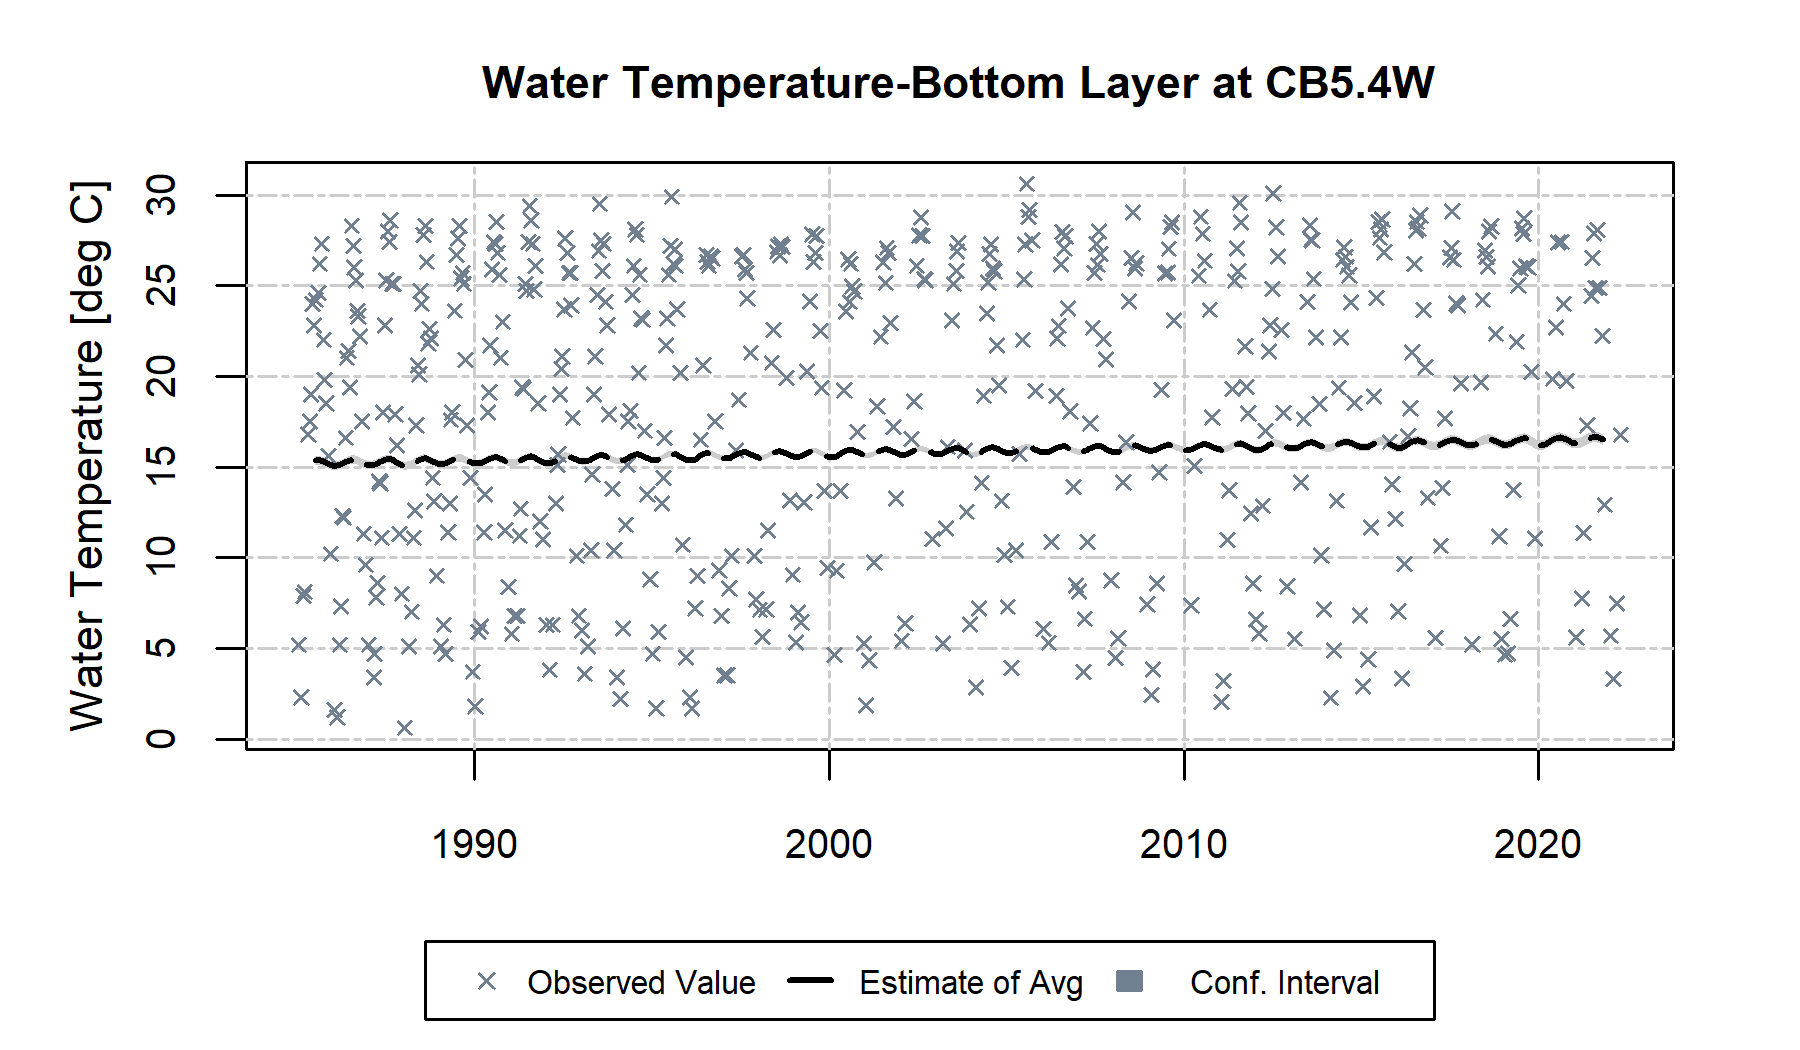 Water Temperature-Bottom Layer at CB5.4W
Water Temperature [deg C]
30
25
20
15
10
5
0
1990 2000 2010 2020
Observed Value Estimate of Avg Conf. Interval